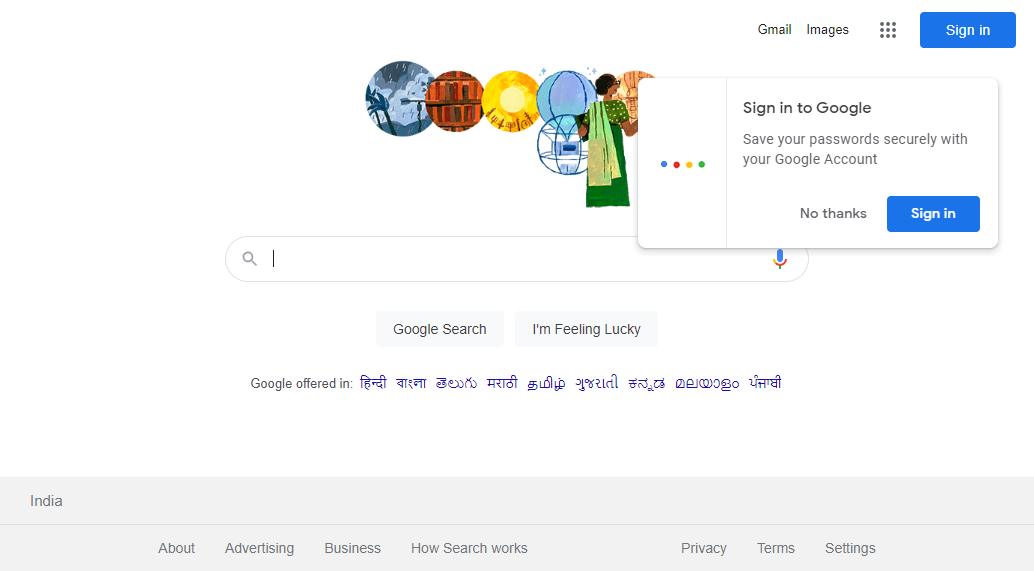 Gmail Images Sign in
Sign in to Google
Save your passwords securely with
your Google Account
No thanks Sign in
Google Search I'm Feeling Lucky
Google offered in: हिन्दी বাংলা తెలుగు मराठी தமிழ் ગુજરાતી ಕನ್ನಡ മലയാളം ਪੰਜਾਬੀ
India
About Advertising Business How Search works Privacy Terms Settings